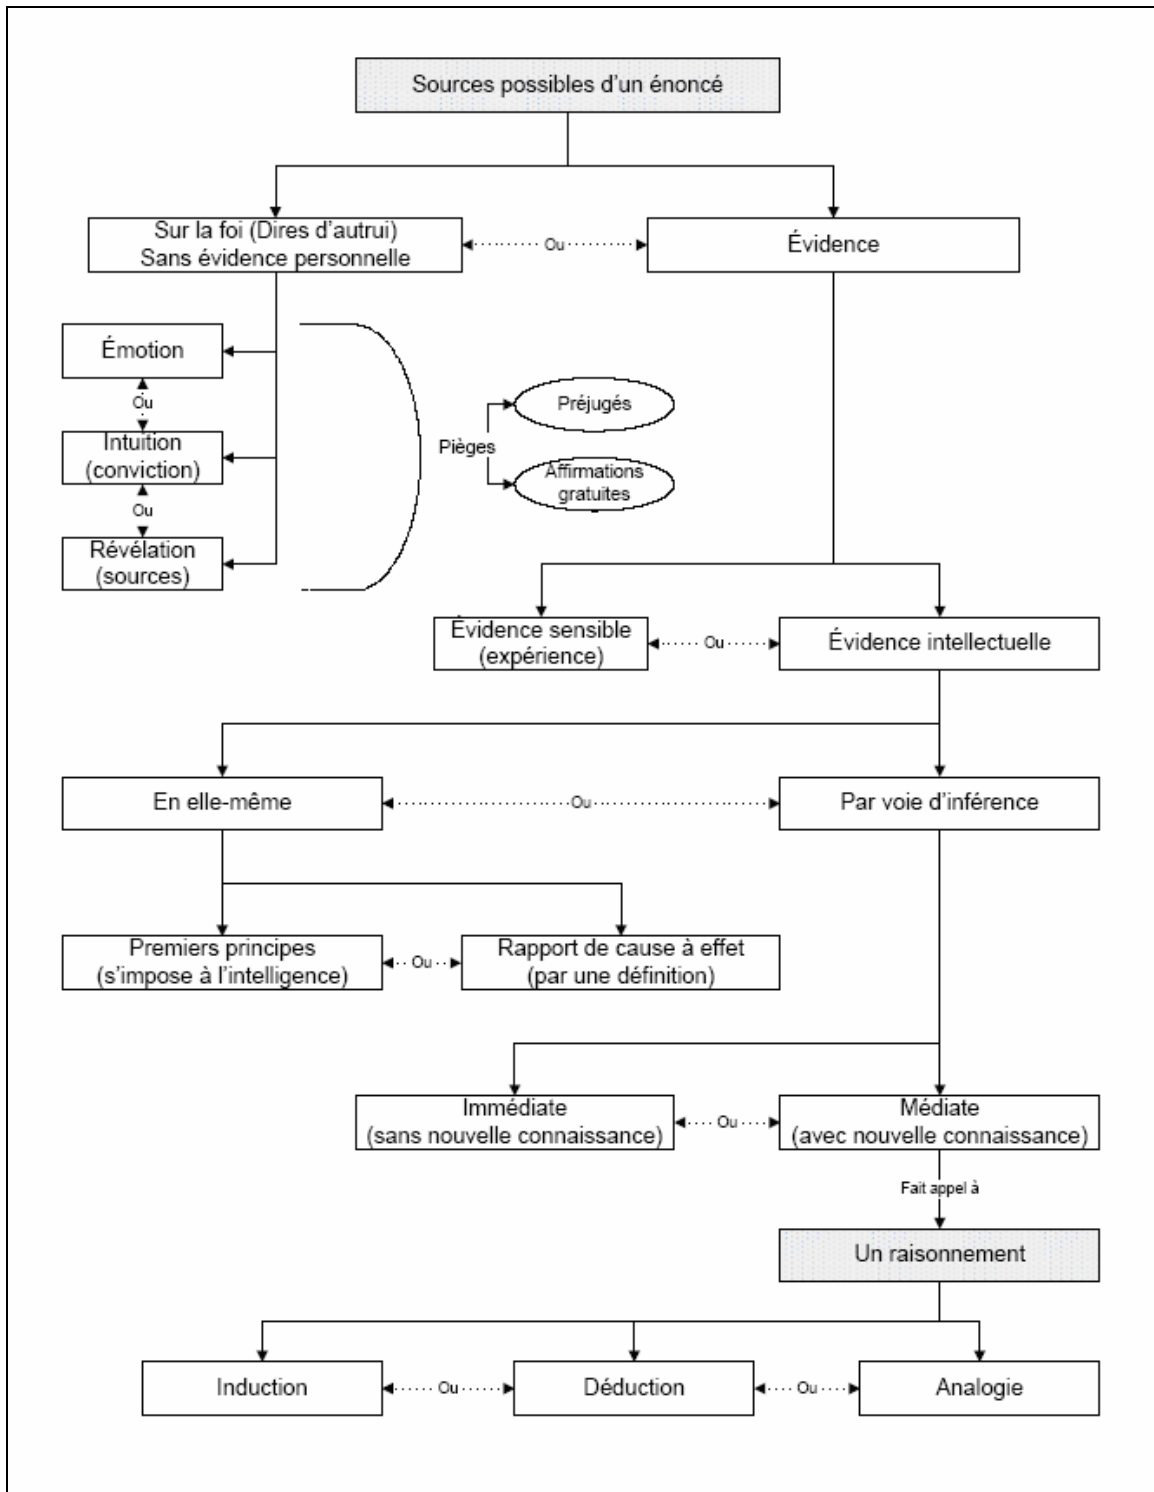 Sources possibles d'un énoncé
Sur la foi (Dires d'autrui)
Sans évidence personnelle
Ou
Évidence
Émotion
Ou
Intuition
(conviction)
Ou
Révélation
(sources)
Pièges
Préjugés
Affirmations
gratuites
Évidence sensible
(expérience)
Ou
Évidence intellectuelle
En elle-même
Ou
Par voie d'inférence
Premiers principes
(s'impose à l'intelligence)
Ou
Rapport de cause à effet
(par une définition)
Immédiate
(sans nouvelle connaissance)
Ou
Médiate
(avec nouvelle connaissance)
Fait appel à
Un raisonnement
Induction
Ou
Déduction
Ou
Analogie